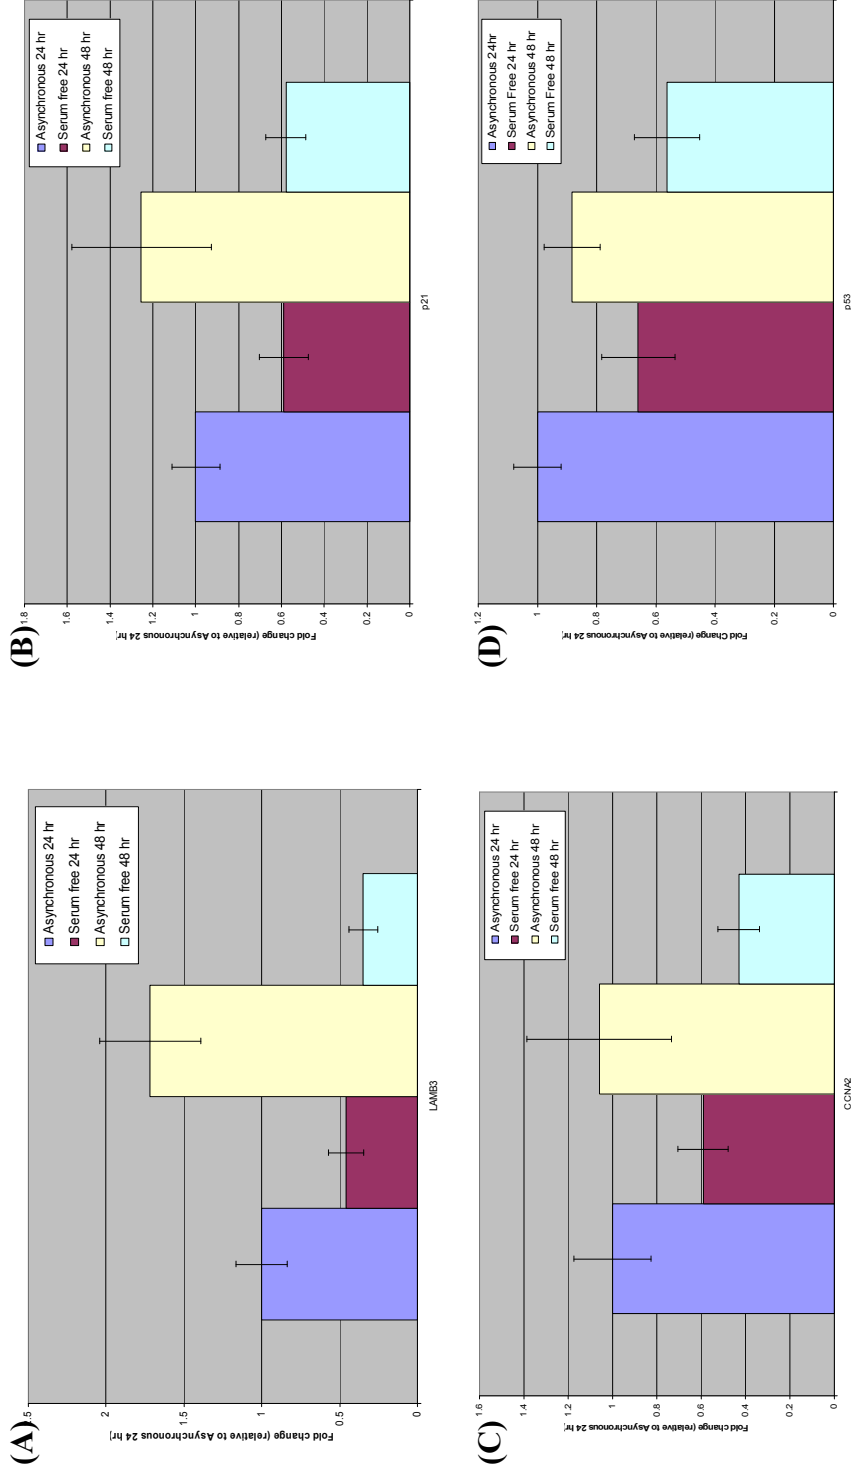 (A)
Fold change (relative to Asynchronous 24 hr)
2.5
2
1.5
1
0.5
0
Asynchronous 24 hr
Serum free 24 hr
Asynchronous 48 hr
Serum free 48 hr
LAMB3
(B)
Fold change (relative to Asynchronous 24 hr)
1.8
1.6
1.4
1.2
1
0.8
0.6
0.4
0.2
0
Asynchronous 24 hr
Serum free 24 hr
Asynchronous 48 hr
Serum free 48 hr
p21
(C)
Fold change (relative to Asynchronous 24 hr)
1.6
1.4
1.2
1
0.8
0.6
0.4
0.2
0
Asynchronous 24 hr
Serum free 24 hr
Asynchronous 48 hr
Serum free 48 hr
CCNA2
(D)
Fold Change (relative to Asynchronous 24 hr)
1.2
1
0.8
0.6
0.4
0.2
0
Asynchronous 24hr
Serum Free 24 hr
Asynchronous 48 hr
Serum Free 48 hr
p53